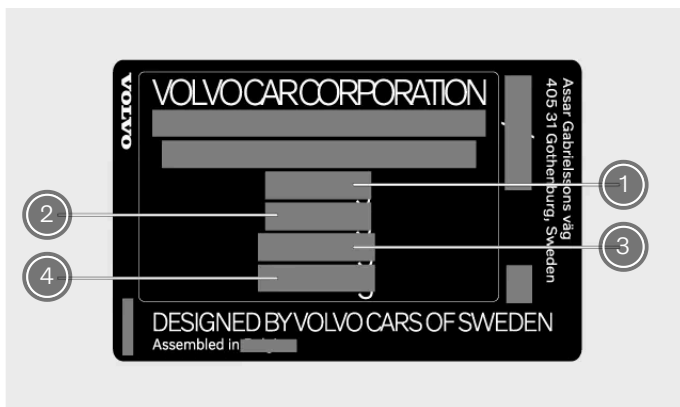 VOLVO
VOLVO CAR CORPORATION
Assar Gabrielssons väg
405 31 Gothenburg, Sweden
1
2
3
4
DESIGNED BY VOLVO CARS OF SWEDEN
Assembled in